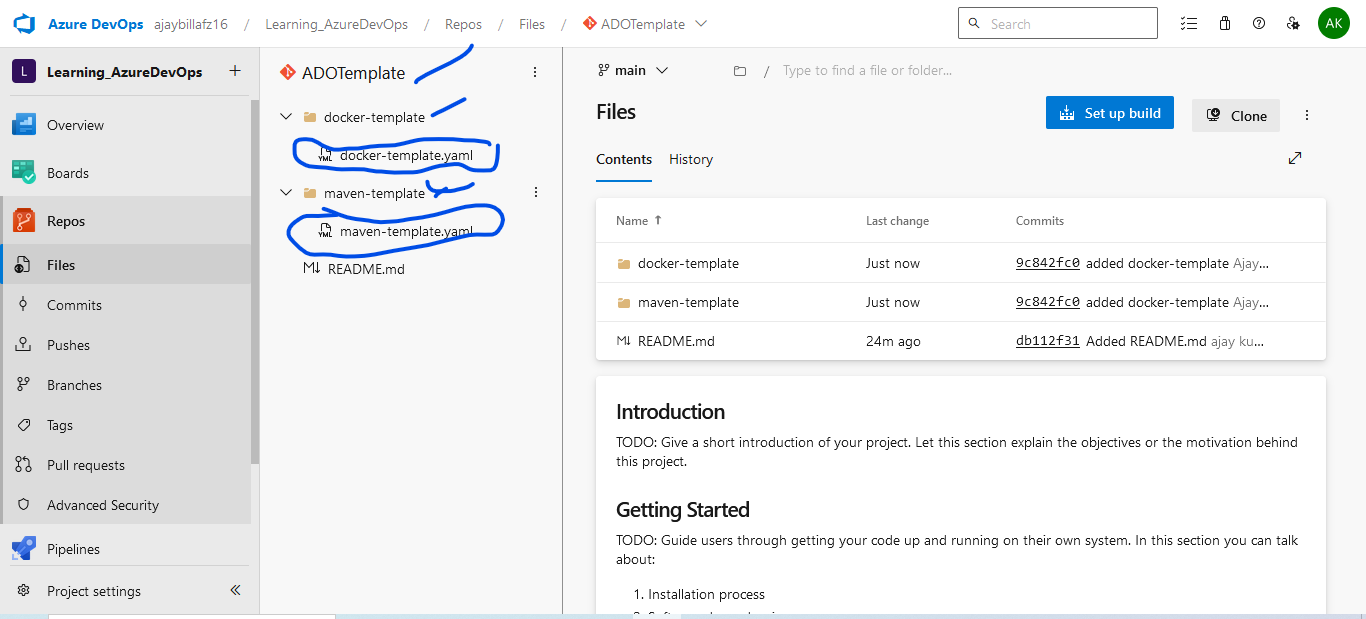 Azure DevOps ajaybillafz16 / Learning_AzureDevOps / Repos / Files / ADOTemplate
Search
AK
L Learning_AzureDevOps +
Overview
Boards
Repos
Files
Commits
Pushes
Branches
Tags
Pull requests
Advanced Security
Pipelines
Project settings
ADOTemplate
docker-template
YML docker-template.yaml
maven-template
YML maven-template.yaml
M↓ README.md
main / Type to find a file or folder...
Files
Set up build
Clone
Contents History
Name ↑ Last change Commits
docker-template Just now 9c842fc0 added docker-template Ajay...
maven-template Just now 9c842fc0 added docker-template Ajay...
M↓ README.md 24m ago db112f31 Added README.md ajay ku...
Introduction
TODO: Give a short introduction of your project. Let this section explain the objectives or the motivation behind
this project.
Getting Started
TODO: Guide users through getting your code up and running on their own system. In this section you can talk
about:
1. Installation process